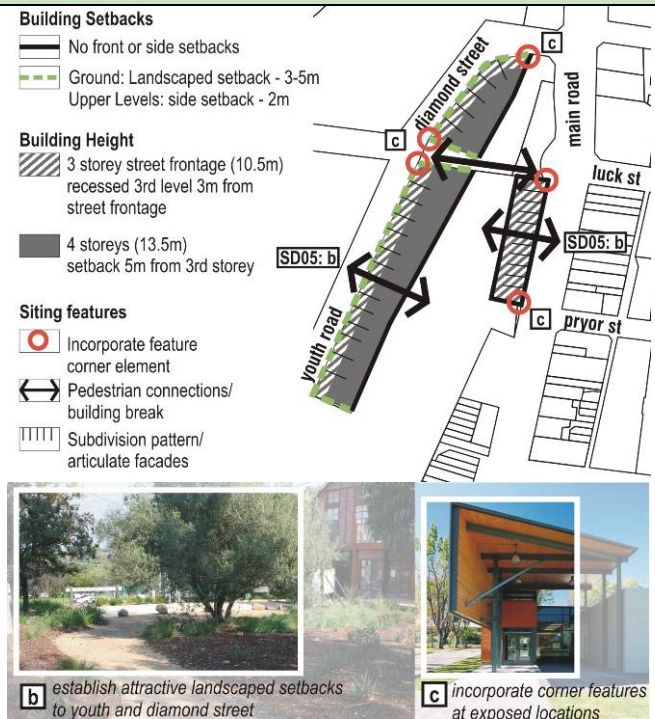 Building Setbacks
No front or side setbacks
Ground: Landscaped setback - 3-5m
Upper Levels: side setback - 2m
Building Height
3 storey street frontage (10.5m)
recessed 3rd level 3m from
street frontage
4 storeys (13.5m)
setback 5m from 3rd storey
Siting features
Incorporate feature
corner element
Pedestrian connections/
building break
Subdivision pattern/
articulate facades
c
diamond street
main road
c
luck st
SD05: b
SD05: b
c
pryor st
youth road
b establish attractive landscaped setbacks
to youth and diamond street
c incorporate corner features
at exposed locations